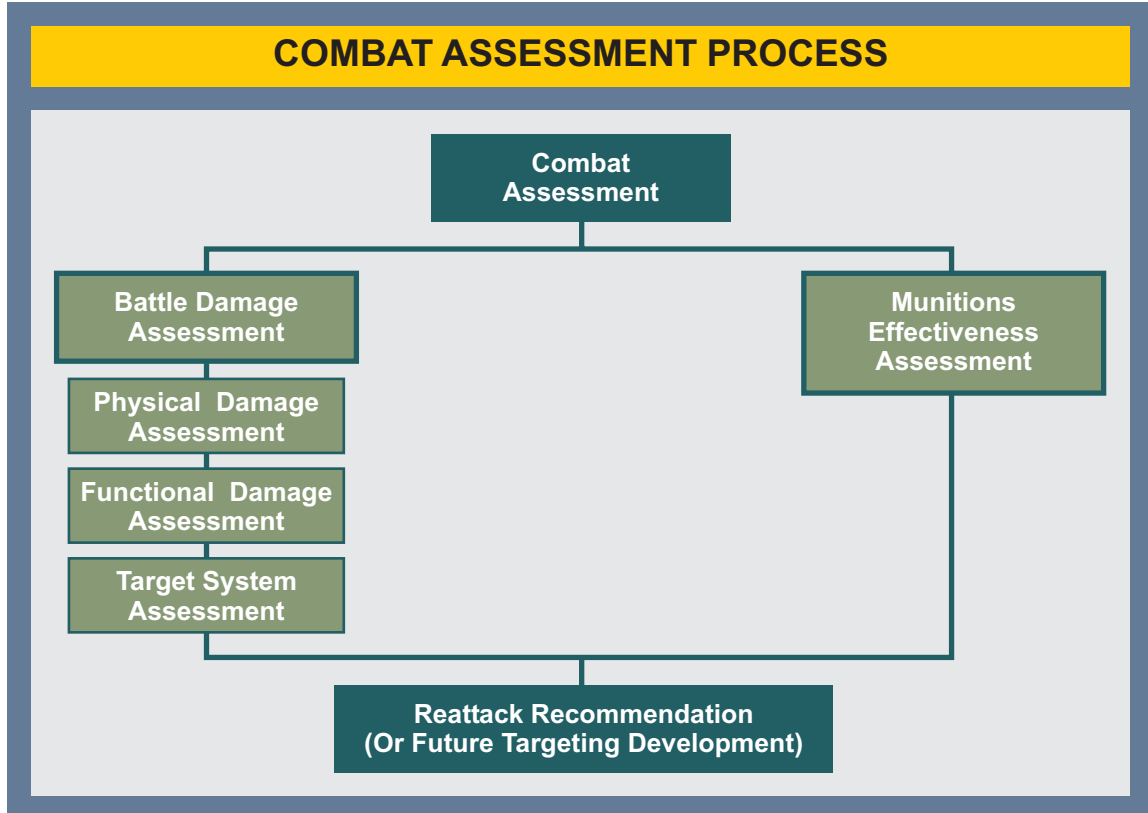 COMBAT ASSESSMENT PROCESS
Combat
Assessment
Battle Damage
Assessment
Munitions
Effectiveness
Assessment
Physical Damage
Assessment
Functional Damage
Assessment
Target System
Assessment
Reattack Recommendation
(Or Future Targeting Development)